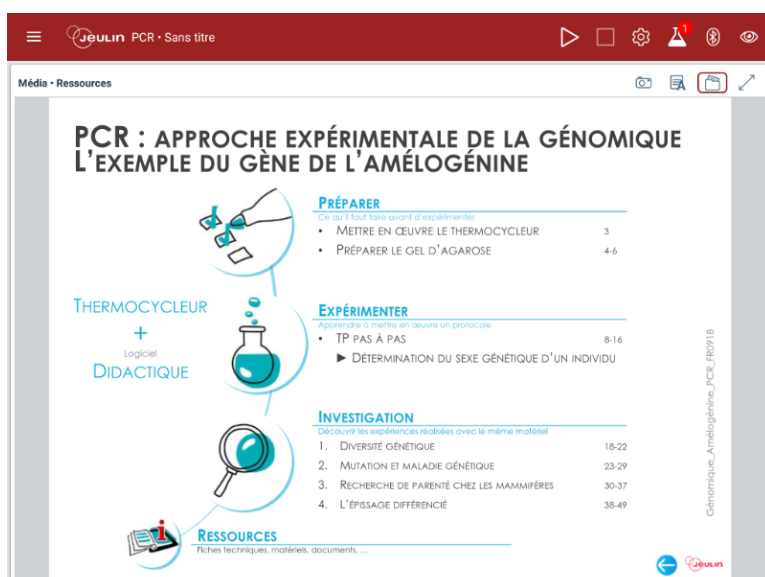 Jeulin PCR • Sans titre
1
Média • Ressources
PCR : APPROCHE EXPÉRIMENTALE DE LA GÉNOMIQUE
L'EXEMPLE DU GÈNE DE L'AMÉLOGÉNINE
PRÉPARER
Ce qu'il faut faire avant d'expérimenter
• METTRE EN ŒUVRE LE THERMOCYCLEUR 3
• PRÉPARER LE GEL D'AGAROSE 4-6
THERMOCYCLEUR
+
Logiciel
DIDACTIQUE
EXPÉRIMENTER
Apprendre à mettre en œuvre un protocole
• TP PAS À PAS 8-16
► DÉTERMINATION DU SEXE GÉNÉTIQUE D'UN INDIVIDU
INVESTIGATION
Découvrir les expériences réalisées avec le même matériel
1. DIVERSITÉ GÉNÉTIQUE 18-22
2. MUTATION ET MALADIE GÉNÉTIQUE 23-29
3. RECHERCHE DE PARENTÉ CHEZ LES MAMMIFÈRES 30-37
4. L'ÉPISSAGE DIFFÉRENCIÉ 38-49
RESSOURCES
Fiches techniques, matériels, documents, ...
Génomique_Amélogénine_PCR_FR0918
Jeulin